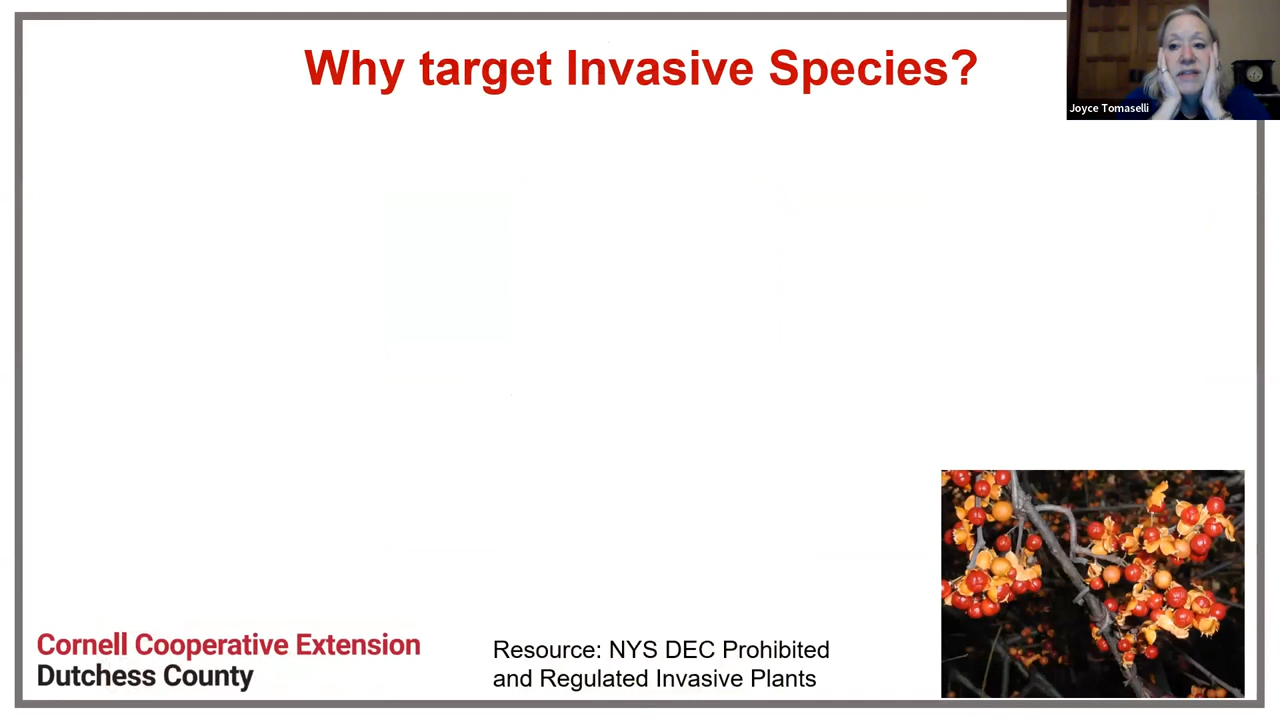 Why target Invasive Species?
Joyce Tomaselli
Cornell Cooperative Extension
Dutchess County
Resource: NYS DEC Prohibited
and Regulated Invasive Plants